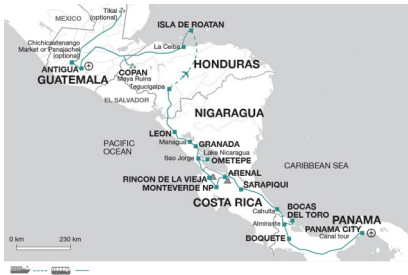 Tikal
(optional)
MEXICO
ISLA DE ROATAN
Chichicastenango
Market or Panajachel
(optional)
La Ceiba
ANTIGUA
GUATEMALA
COPAN
Maya Ruins
Tegucigalpa
HONDURAS
EL SALVADOR
NICARAGUA
LEON
Managua
GRANADA
PACIFIC
OCEAN
Lake Nicaragua
Sao Jorge
OMETEPE
CARIBBEAN SEA
RINCON DE LA VIEJA
ARENAL
MONTEVERDE NP
SARAPIQUI
COSTA RICA
Cahuita
BOCAS
DEL TORO
PANAMA
Almirante
PANAMA CITY
Canal tour
BOQUETE
0 km
230 km